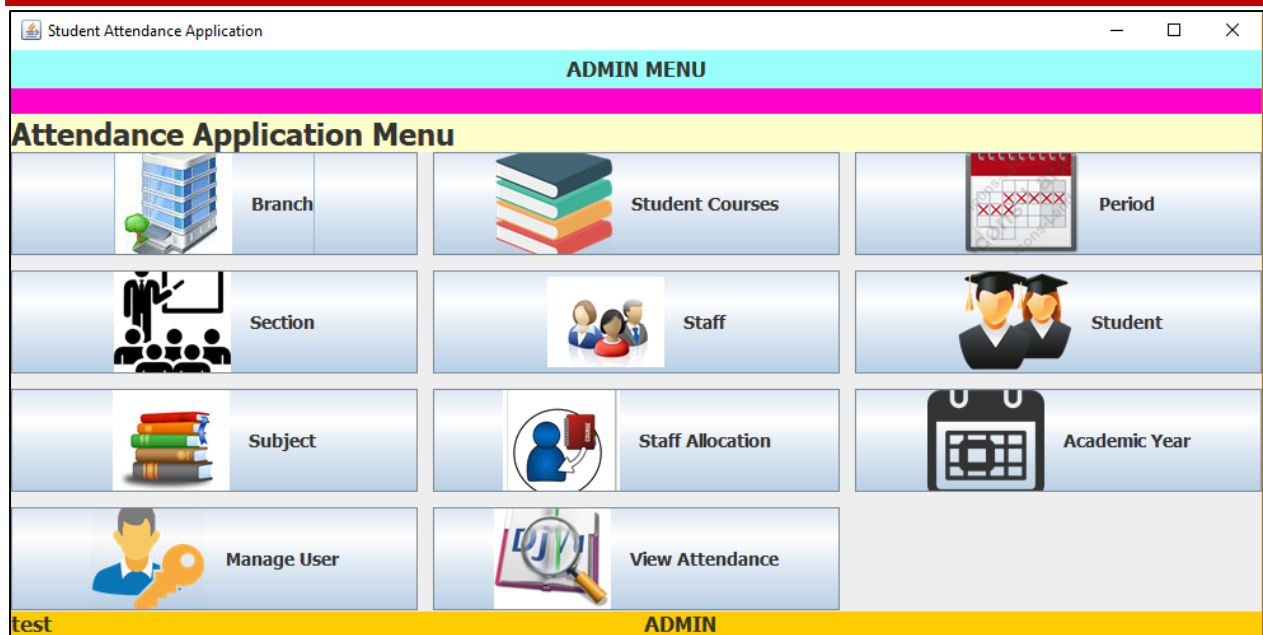 Student Attendance Application
ADMIN MENU
Attendance Application Menu
Branch
Student Courses
Period
Section
Staff
Student
Subject
Staff Allocation
Academic Year
Manage User
View Attendance
test ADMIN